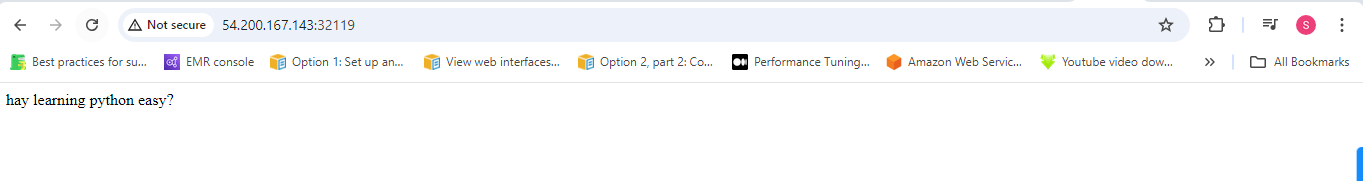 Not secure 54.200.167.143:32119 S
Best practices for su... EMR console Option 1: Set up an... View web interfaces... Option 2, part 2: Co... Performance Tuning... Amazon Web Servic... Youtube video dow... » All Bookmarks
hay learning python easy?